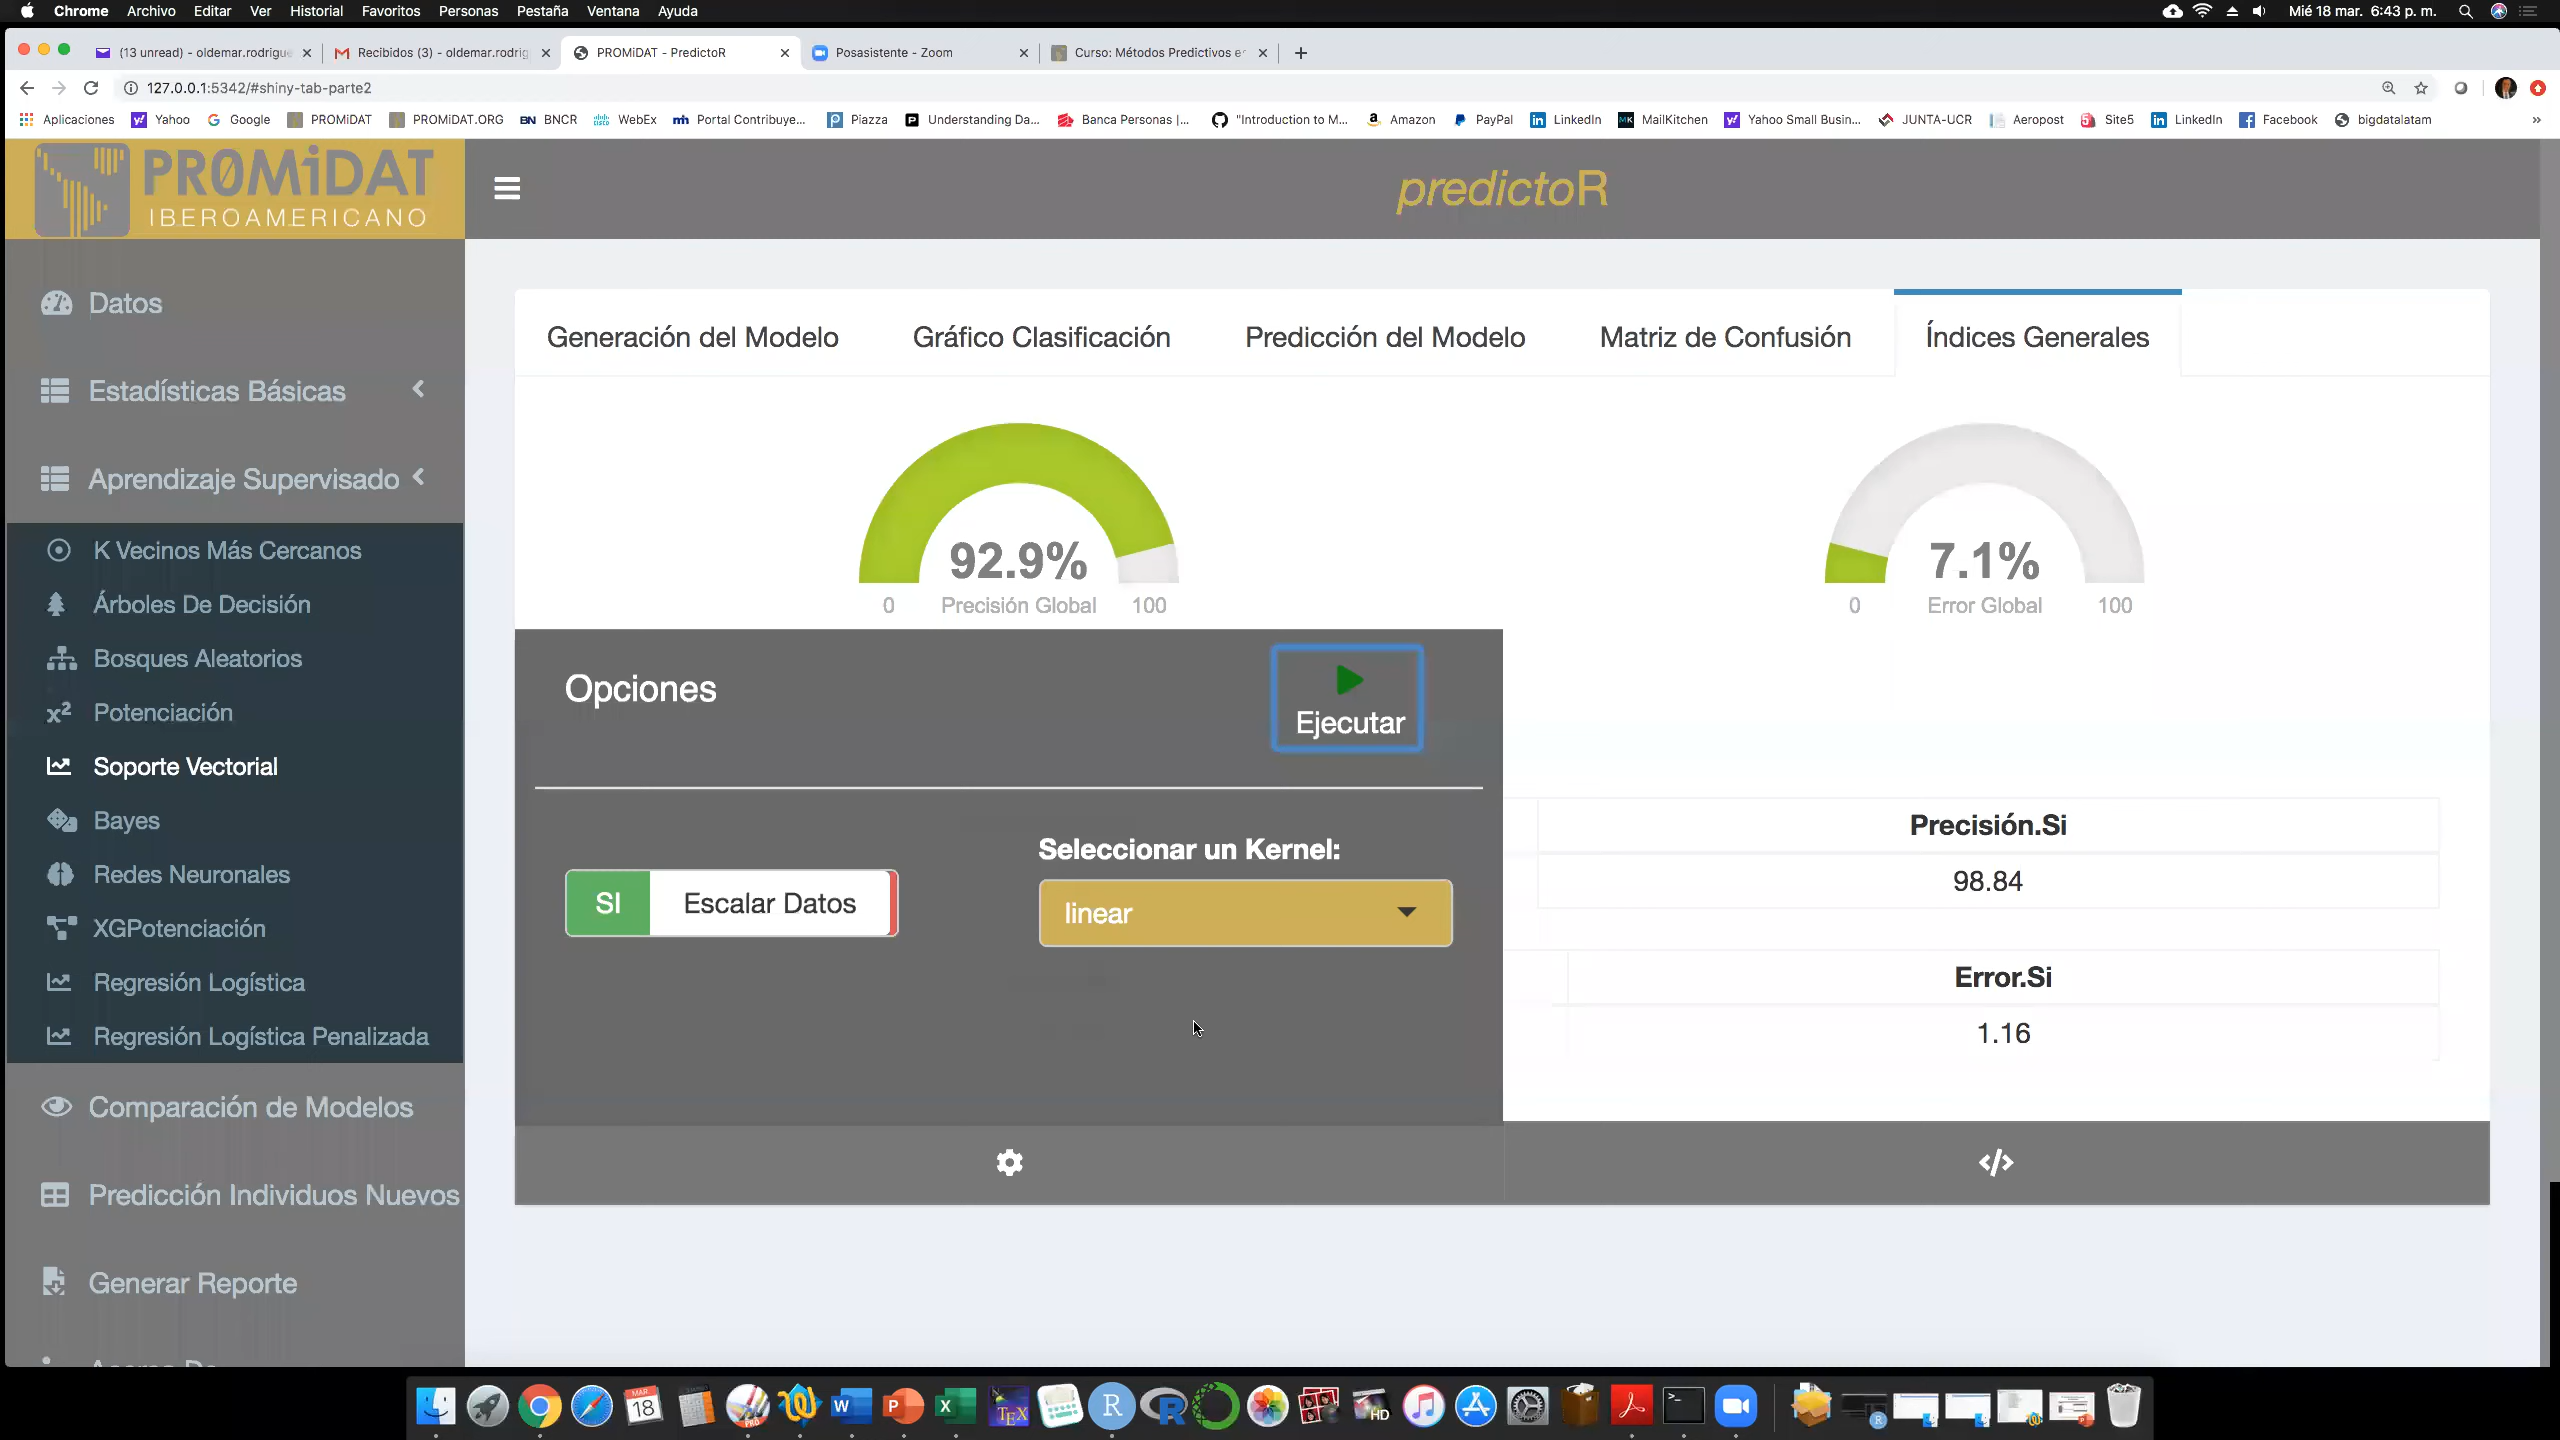 Chrome Archivo Editar Ver Historial Favoritos Personas Pestaña Ventana Ayuda Mié 18 mar. 6:43 p. m.
(13 unread) - oldemar.rodrigue Recibidos (3) - oldemar.rodrig PROMiDAT - PredictoR Posasistente - Zoom Curso: Métodos Predictivos e
127.0.0.1:5342/#shiny-tab-parte2
Aplicaciones Yahoo Google PROMiDAT PROMiDAT.ORG BNCR WebEx Portal Contribuye... Piazza Understanding Da... Banca Personas |... "Introduction to M... Amazon PayPal LinkedIn MailKitchen Yahoo Small Busin... JUNTA-UCR Aeropost Site5 LinkedIn Facebook bigdatalatam »
PR0MiDAT
IBEROAMERICANO
predictoR
Datos
Estadísticas Básicas
Aprendizaje Supervisado
K Vecinos Más Cercanos
Árboles De Decisión
Bosques Aleatorios
x² Potenciación
Soporte Vectorial
Bayes
Redes Neuronales
XGPotenciación
Regresión Logística
Regresión Logística Penalizada
Comparación de Modelos
Predicción Individuos Nuevos
Generar Reporte
Generación del Modelo Gráfico Clasificación Predicción del Modelo Matriz de Confusión Índices Generales
92.9%
0 Precisión Global 100
7.1%
0 Error Global 100
Opciones
Ejecutar
SI Escalar Datos
Seleccionar un Kernel:
linear
Precisión.Si
98.84
Error.Si
1.16
</>
MAR
18
PRO
W P X TEX R R HD